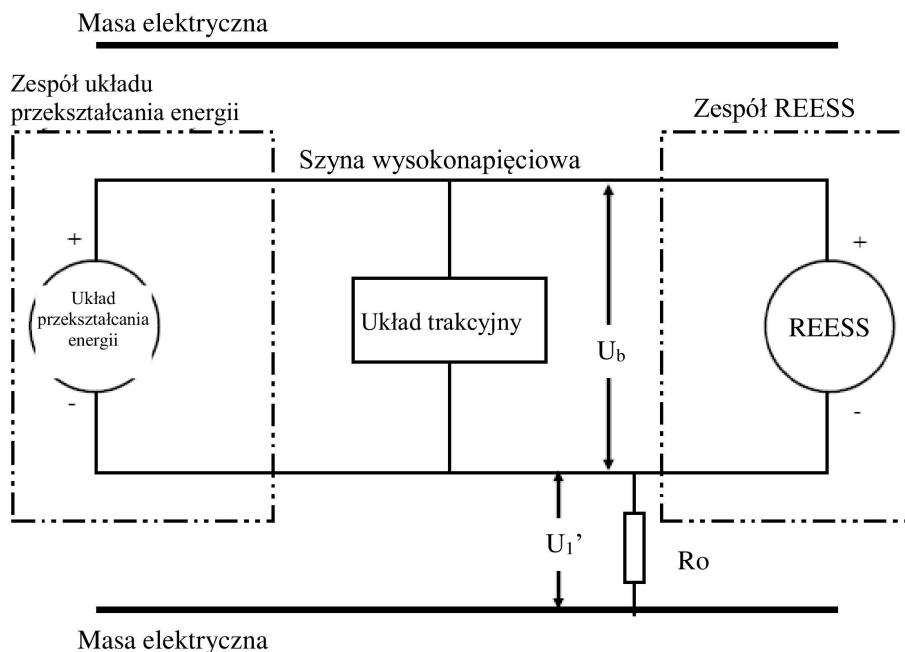 Masa elektryczna
Zespół układu
przekształcania energii
Zespół REESS
Szyna wysokonapięciowa
+
+
Układ
przekształcania
energii
Układ trakcyjny
REESS
U_b
-
-
U_1’
Ro
Masa elektryczna